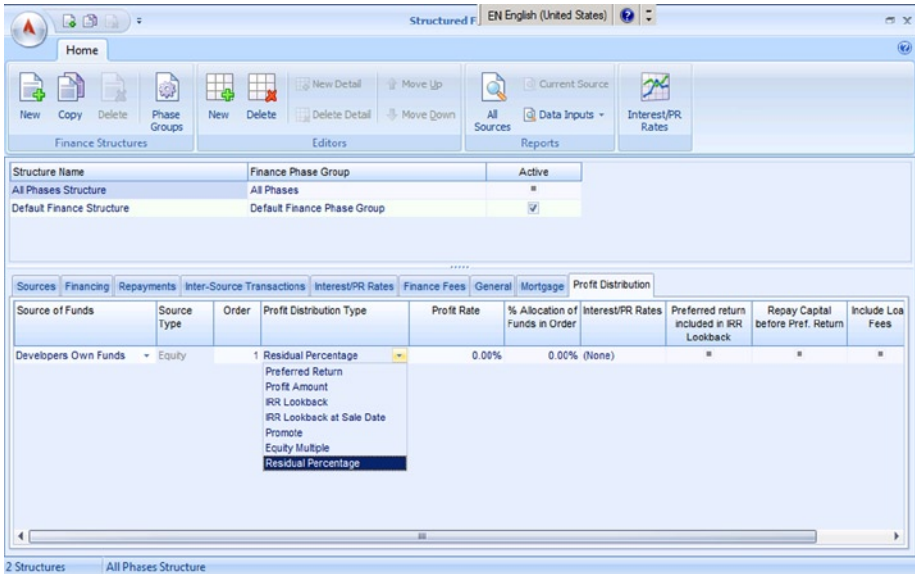 Structured F
EN English (United States)
Home
New Copy Delete Phase Groups
Finance Structures
New Delete New Detail Delete Detail Move Up Move Down
Editors
All Sources Current Source Data Inputs
Reports
Interest/PR Rates
Structure Name Finance Phase Group Active
All Phases Structure All Phases
Default Finance Structure Default Finance Phase Group
Sources Financing Repayments Inter-Source Transactions Interest/PR Rates Finance Fees General Mortgage Profit Distribution
Source of Funds Source Type Order Profit Distribution Type Profit Rate % Allocation of Funds in Order Interest/PR Rates Preferred return included in IRR Lookback Repay Capital before Pref. Return Include Loa Fees
Developers Own Funds Equity 1 Residual Percentage 0.00% 0.00% (None)
Preferred Return
Profit Amount
IRR Lookback
IRR Lookback at Sale Date
Promote
Equity Multiple
Residual Percentage
2 Structures All Phases Structure